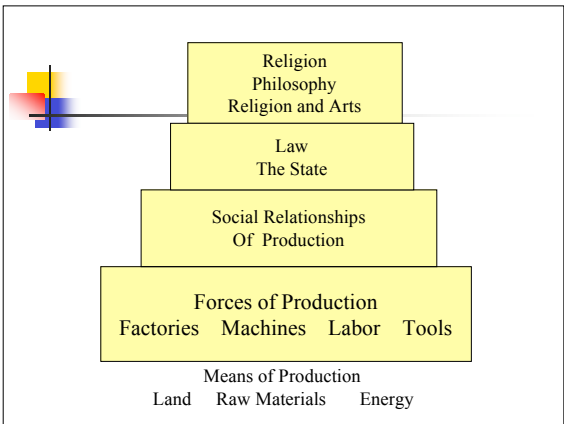 Religion
Philosophy
Religion and Arts
Law
The State
Social Relationships
Of Production
Forces of Production
Factories Machines Labor Tools
Means of Production
Land Raw Materials Energy